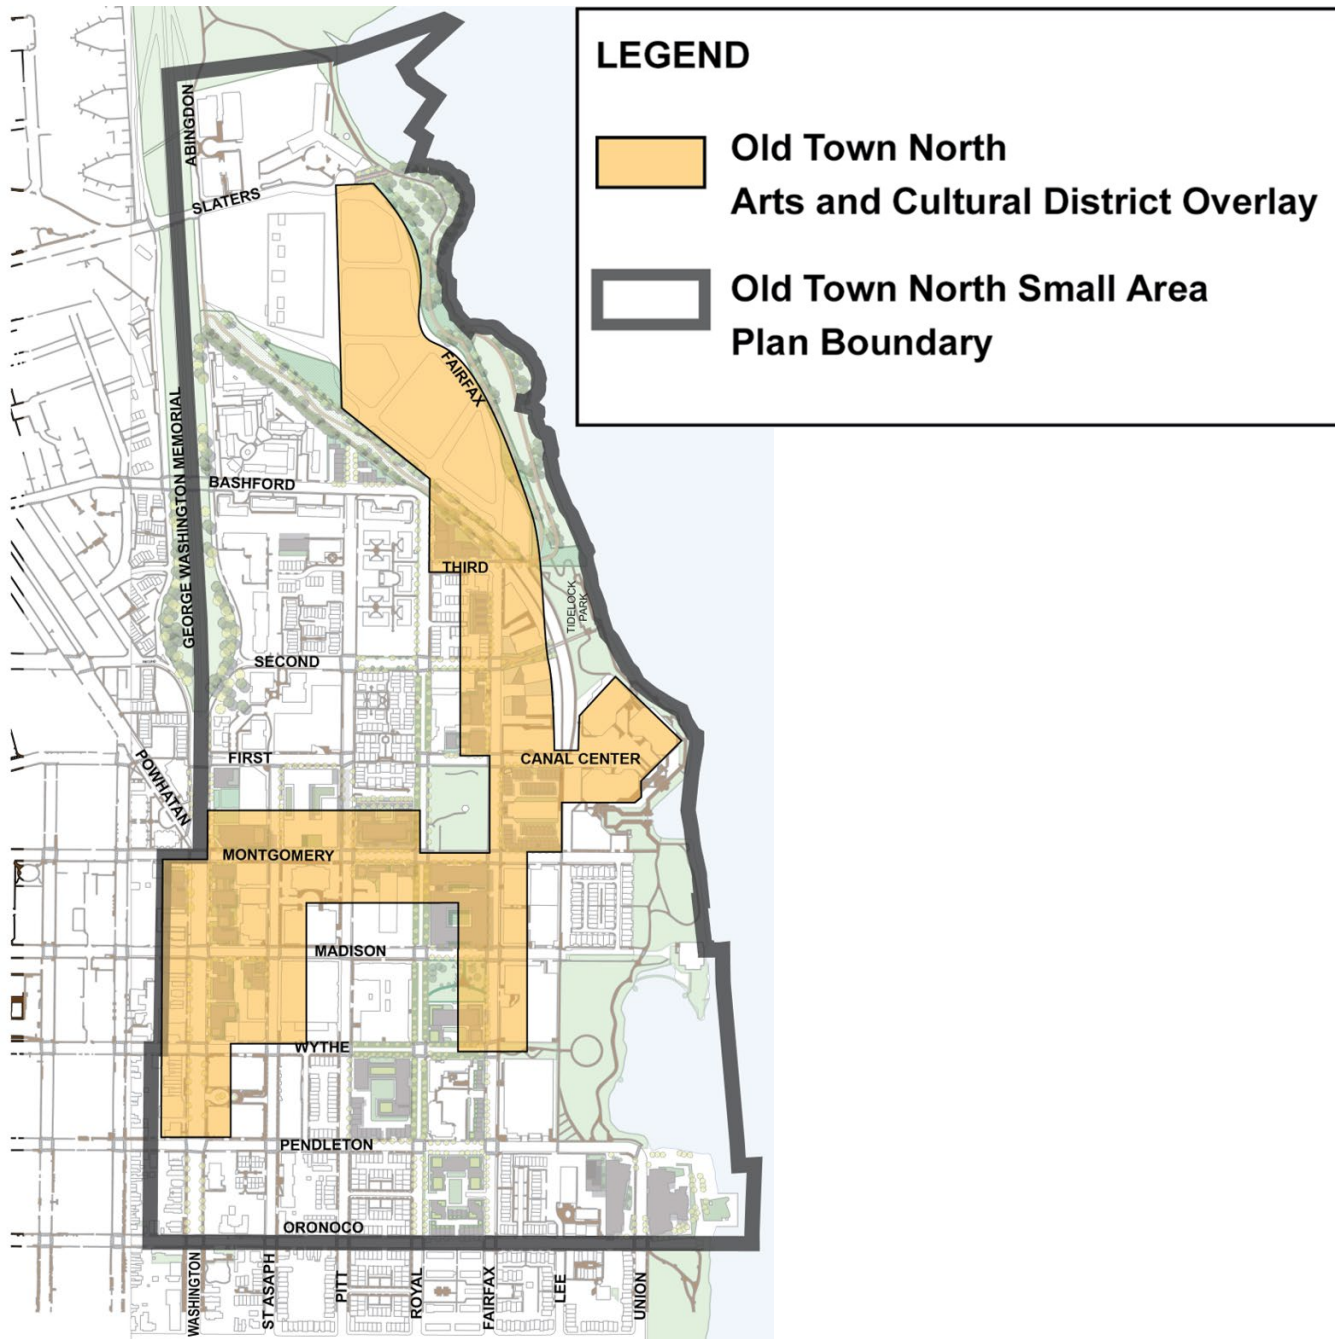 LEGEND
Old Town North
Arts and Cultural District Overlay
Old Town North Small Area
Plan Boundary
ABINGDON
SLATERS
FAIRFAX
GEORGE WASHINGTON MEMORIAL
BASHFORD
THIRD
TIDELOCK
PARK
SECOND
POWHATAN
FIRST
CANAL CENTER
MONTGOMERY
MADISON
WYTHE
PENDLETON
ORONOCO
WASHINGTON
ST ASAPH
PITT
ROYAL
FAIRFAX
LEE
UNION